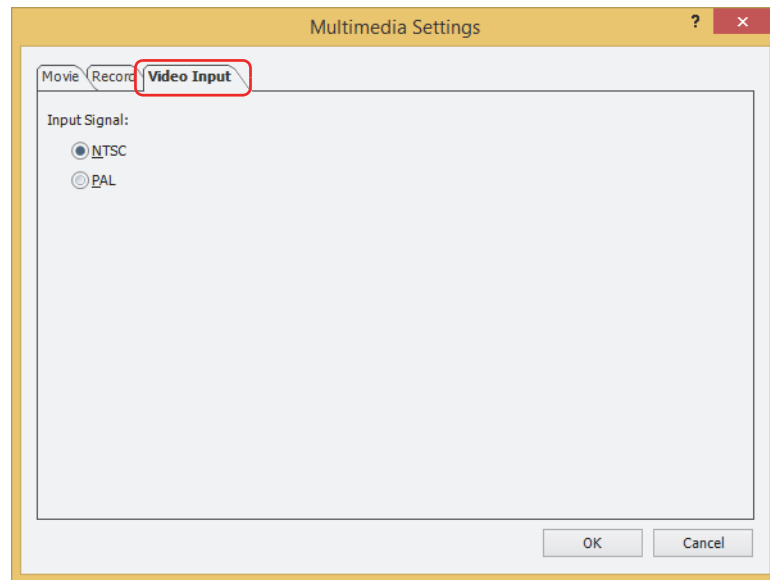 Multimedia Settings ? ×
Movie Record Video Input
Input Signal:
NTSC
PAL
OK Cancel